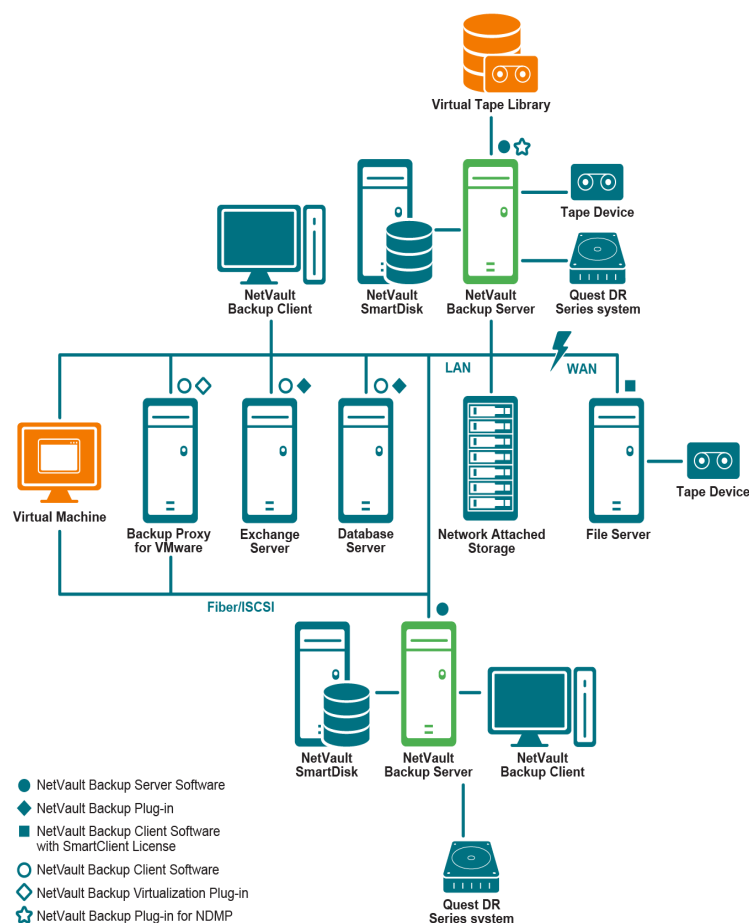 Virtual Tape Library
Tape Device
NetVault
Backup Client
NetVault
SmartDisk
NetVault
Backup Server
Quest DR
Series system
LAN
WAN
Virtual Machine
Backup Proxy
for VMware
Exchange
Server
Database
Server
Network Attached
Storage
File Server
Tape Device
Fiber/ISCSI
NetVault
SmartDisk
NetVault
Backup Server
NetVault
Backup Client
NetVault Backup Server Software
NetVault Backup Plug-in
NetVault Backup Client Software
with SmartClient License
NetVault Backup Client Software
NetVault Backup Virtualization Plug-in
NetVault Backup Plug-in for NDMP
Quest DR
Series system